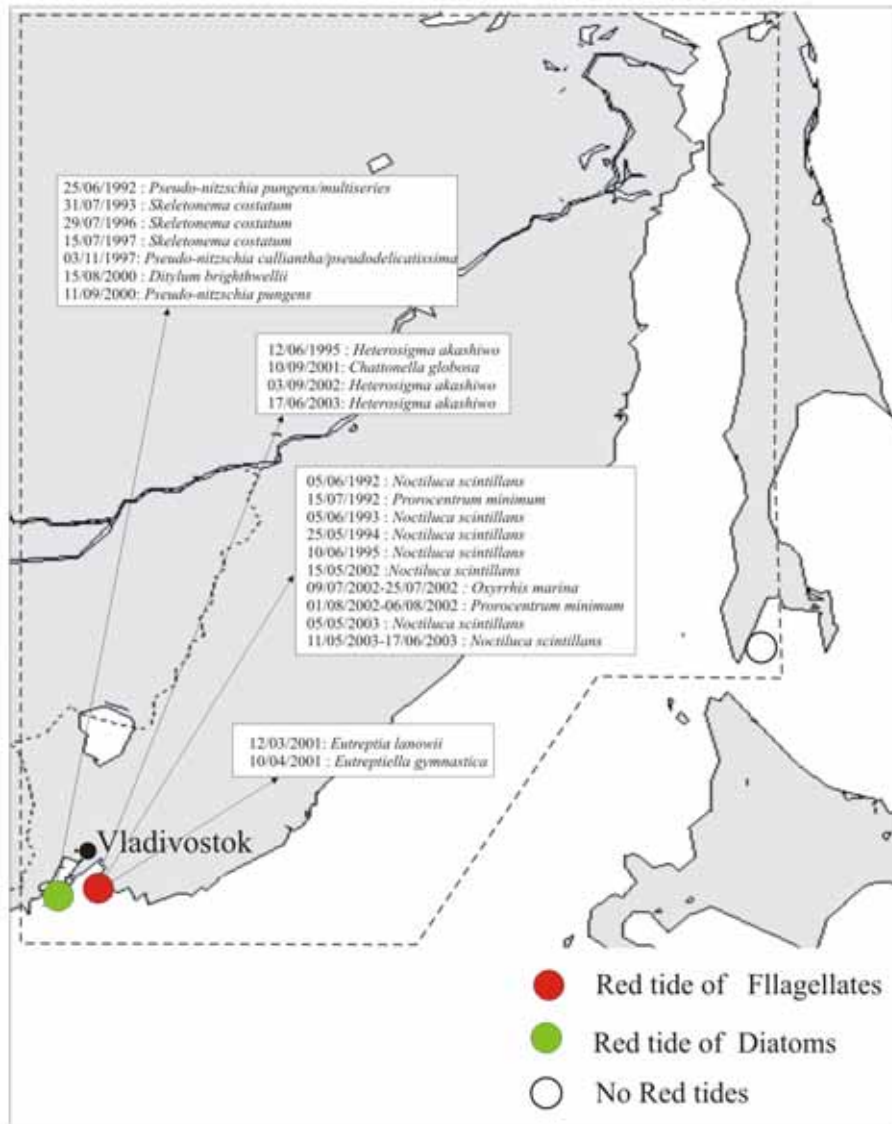 25/06/1992 : Pseudo-nitzschia pungens/multiseries
31/07/1993 : Skeletonema costatum
29/07/1996 : Skeletonema costatum
15/07/1997 : Skeletonema costatum
03/11/1997: Pseudo-nitzschia calliantha/pseudodelicatissima
15/08/2000 : Ditylum brighthwellii
11/09/2000: Pseudo-nitzschia pungens
12/06/1995 : Heterosigma akashiwo
10/09/2001: Chattonella globosa
03/09/2002 : Heterosigma akashiwo
17/06/2003 : Heterosigma akashiwo
05/06/1992 : Noctiluca scintillans
15/07/1992 : Prorocentrum minimum
05/06/1993 : Noctiluca scintillans
25/05/1994 : Noctiluca scintillans
10/06/1995 : Noctiluca scintillans
15/05/2002 :Noctiluca scintillans
09/07/2002-25/07/2002 : Oxyrrhis marina
01/08/2002-06/08/2002 : Prorocentrum minimum
05/05/2003 : Noctiluca scintillans
11/05/2003-17/06/2003 : Noctiluca scintillans
12/03/2001: Eutreptia lanowii
10/04/2001 : Eutreptiella gymnastica
Vladivostok
Red tide of Fllagellates
Red tide of Diatoms
No Red tides